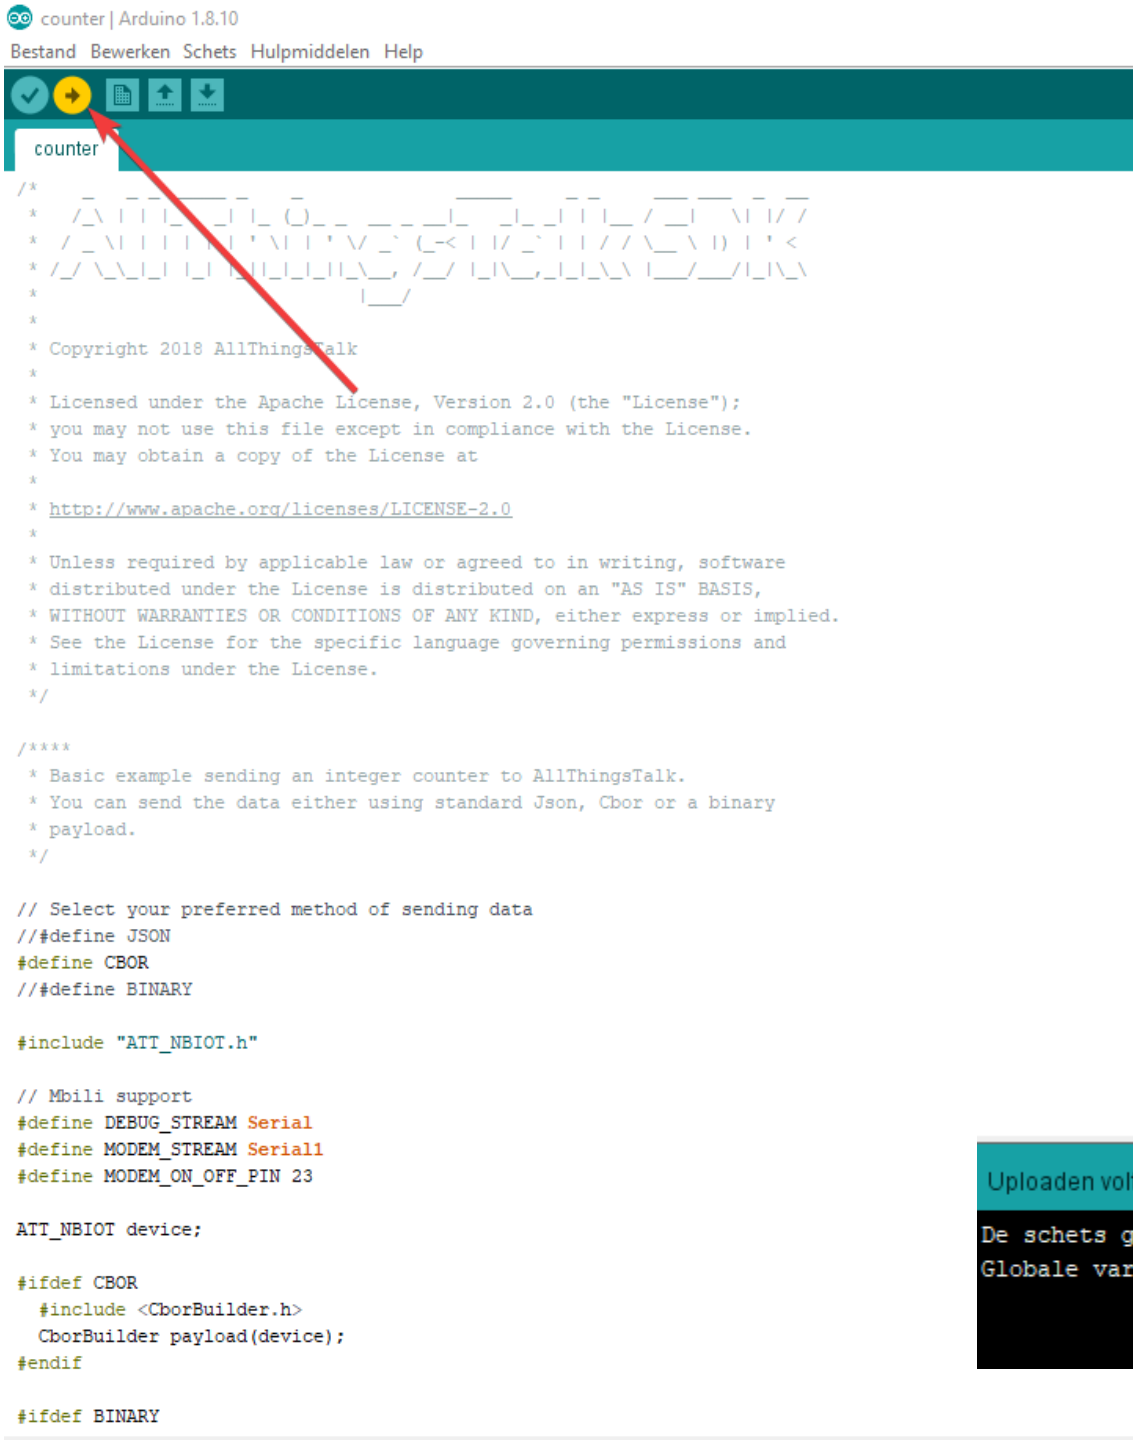 counter | Arduino 1.8.10
Bestand Bewerken Schets Hulpmiddelen Help
counter
/*
* Copyright 2018 AllThingsTalk
*
* Licensed under the Apache License, Version 2.0 (the "License");
* you may not use this file except in compliance with the License.
* You may obtain a copy of the License at
*
* http://www.apache.org/licenses/LICENSE-2.0
*
* Unless required by applicable law or agreed to in writing, software
* distributed under the License is distributed on an "AS IS" BASIS,
* WITHOUT WARRANTIES OR CONDITIONS OF ANY KIND, either express or implied.
* See the License for the specific language governing permissions and
* limitations under the License.
*/
/****
* Basic example sending an integer counter to AllThingsTalk.
* You can send the data either using standard Json, Cbor or a binary
* payload.
*/
// Select your preferred method of sending data
//#define JSON
#define CBOR
//#define BINARY
#include "ATT_NBIOT.h"
// Mbili support
#define DEBUG_STREAM Serial
#define MODEM_STREAM Serial1
#define MODEM_ON_OFF_PIN 23
ATT_NBIOT device;
#ifdef CBOR
#include <CborBuilder.h>
CborBuilder payload(device);
#endif
#ifdef BINARY
Uploaden
De schets g
Globale var